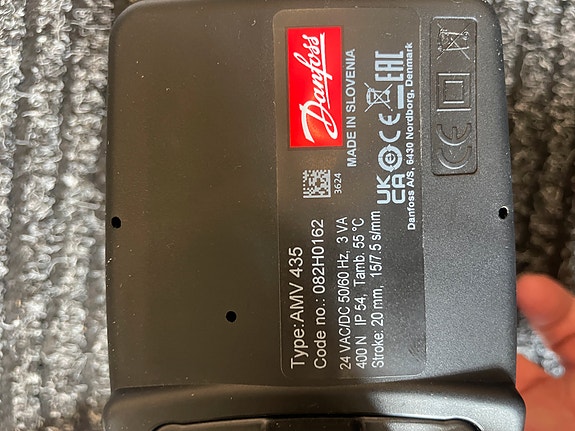 Danfoss
MADE IN SLOVENIA
3624
UK
CA
CE
EAC
Danfoss A/S, 6430 Nordborg, Denmark
Type:AMV 435
Code no.: 082H0162
24 VAC/DC 50/60 Hz, 3 VA
400 N IP 54, Tamb. 55 °C
Stroke: 20 mm, 15/7.5 s/mm
CE